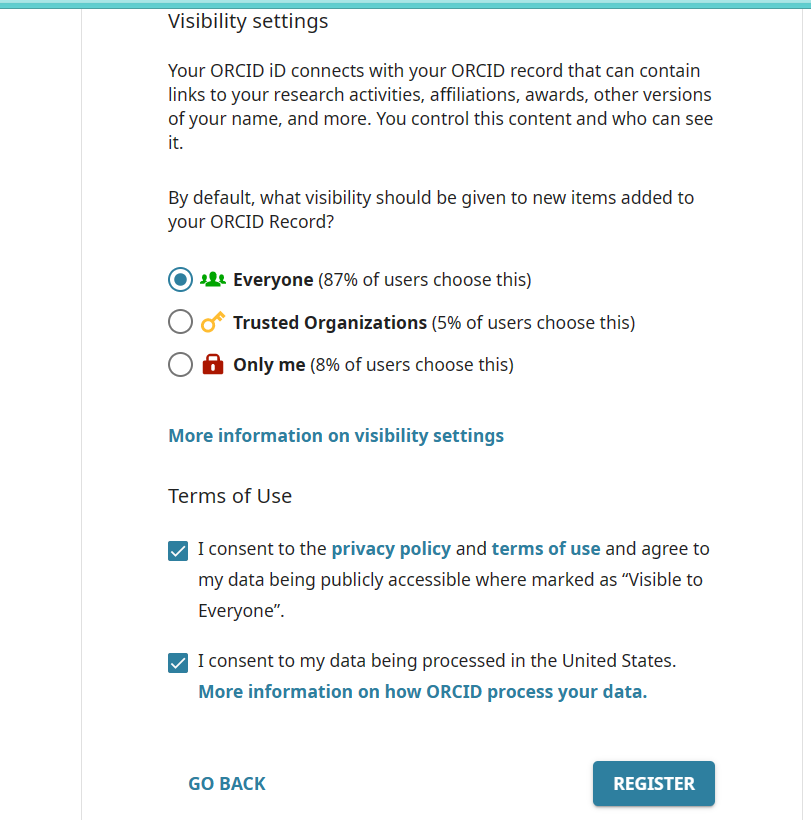 Visibility settings
Your ORCID iD connects with your ORCID record that can contain
links to your research activities, affiliations, awards, other versions
of your name, and more. You control this content and who can see
it.
By default, what visibility should be given to new items added to
your ORCID Record?
Everyone (87% of users choose this)
Trusted Organizations (5% of users choose this)
Only me (8% of users choose this)
More information on visibility settings
Terms of Use
I consent to the privacy policy and terms of use and agree to
my data being publicly accessible where marked as “Visible to
Everyone”.
I consent to my data being processed in the United States.
More information on how ORCID process your data.
GO BACK
REGISTER